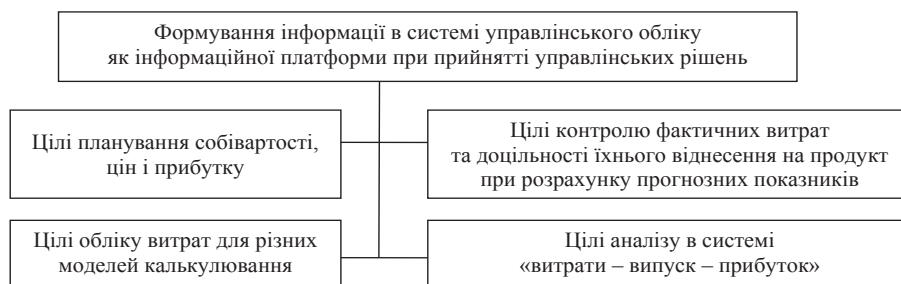 Формування інформації в системі управлінського обліку
як інформаційної платформи при прийнятті управлінських рішень
Цілі планування собівартості,
цін і прибутку
Цілі контролю фактичних витрат
та доцільності їхнього віднесення на продукт
при розрахунку прогнозних показників
Цілі обліку витрат для різних
моделей калькулювання
Цілі аналізу в системі
«витрати – випуск – прибуток»